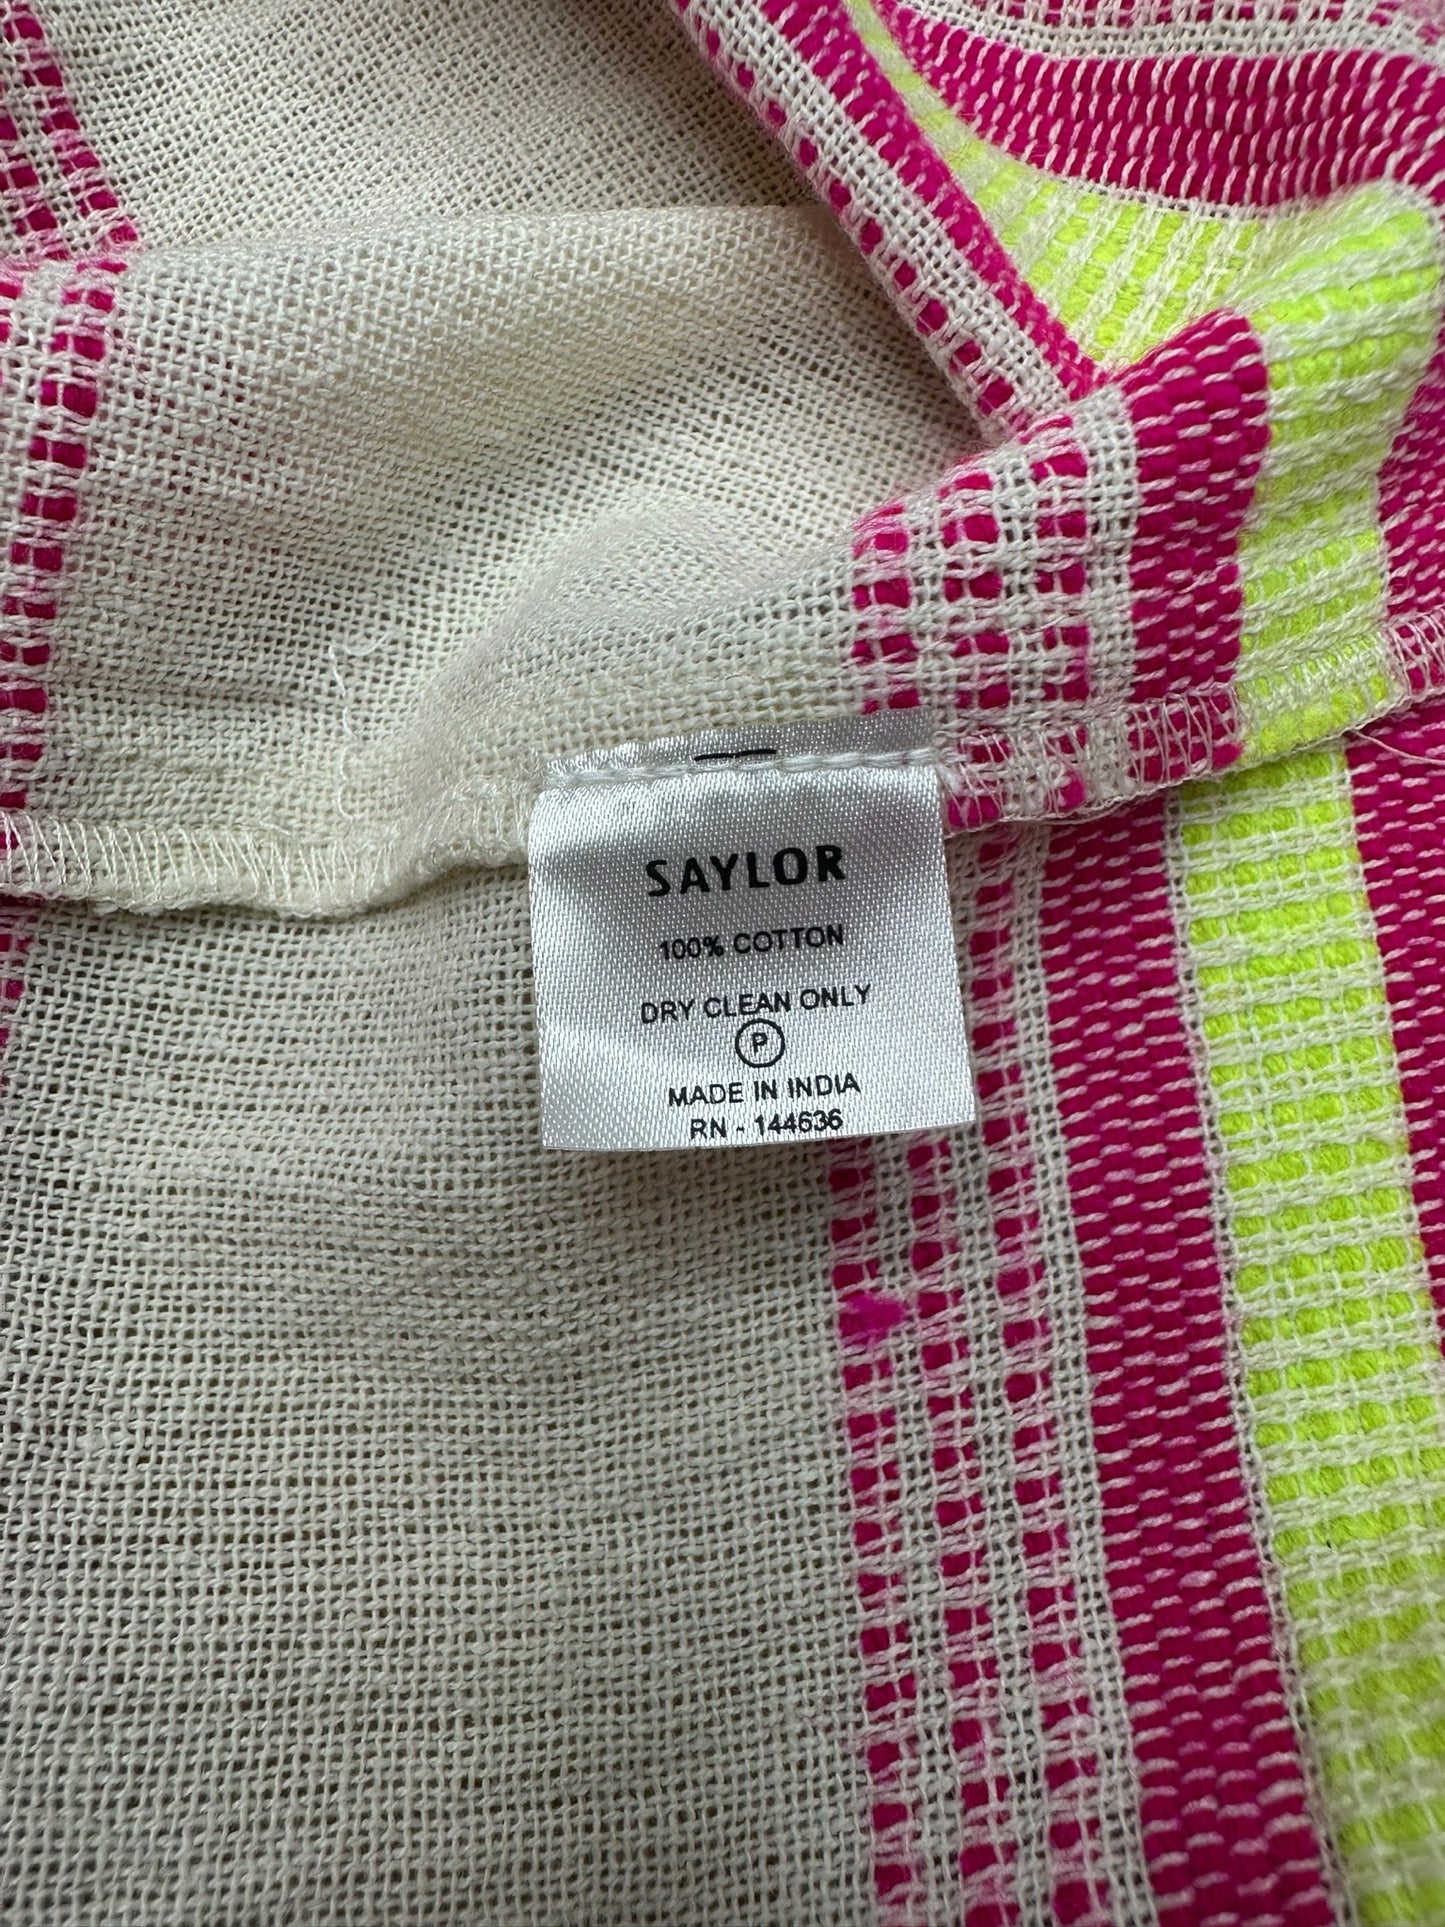 SAYLOR
100% COTTON
DRY CLEAN ONLY
P
MADE IN INDIA
RN - 144636